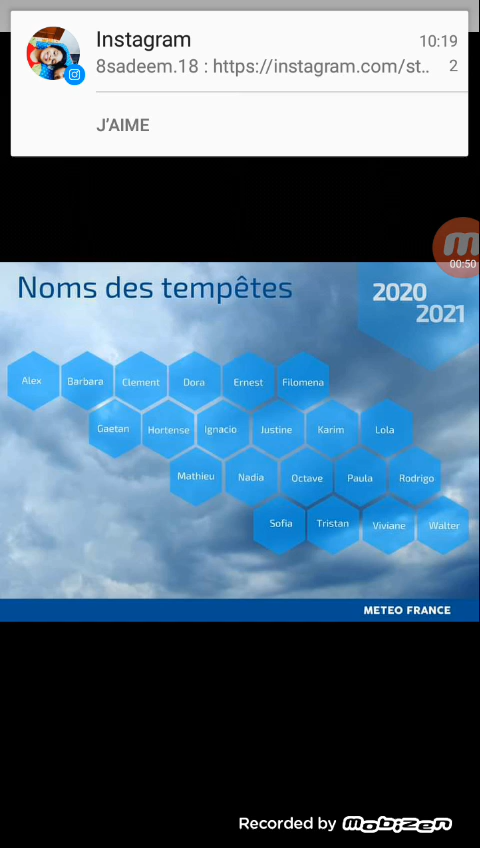 Instagram 10:19
8sadeem.18 : https://instagram.com/st.. 2
J'AIME
00:50
Noms des tempêtes
2020
2021
Alex Barbara Clement Dora Ernest Filomena
Gaetan Hortense Ignacio Justine Karim Lola
Mathieu Nadia Octave Paula Rodrigo
Sofia Tristan Viviane Walter
METEO FRANCE
Recorded by mobizen